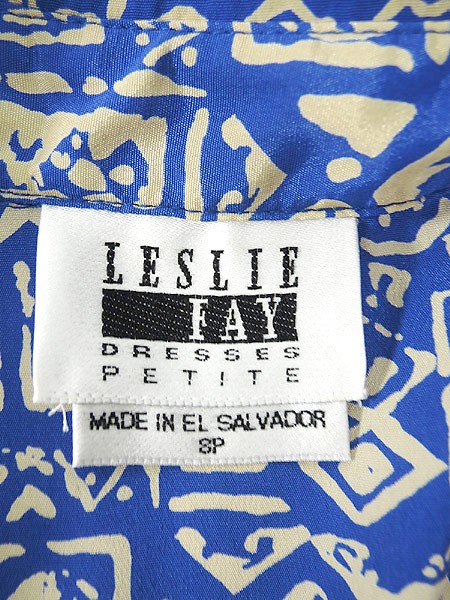 LESLIE
FAY
DRESSES
PETITE
MADE IN EL SALVADOR
8P